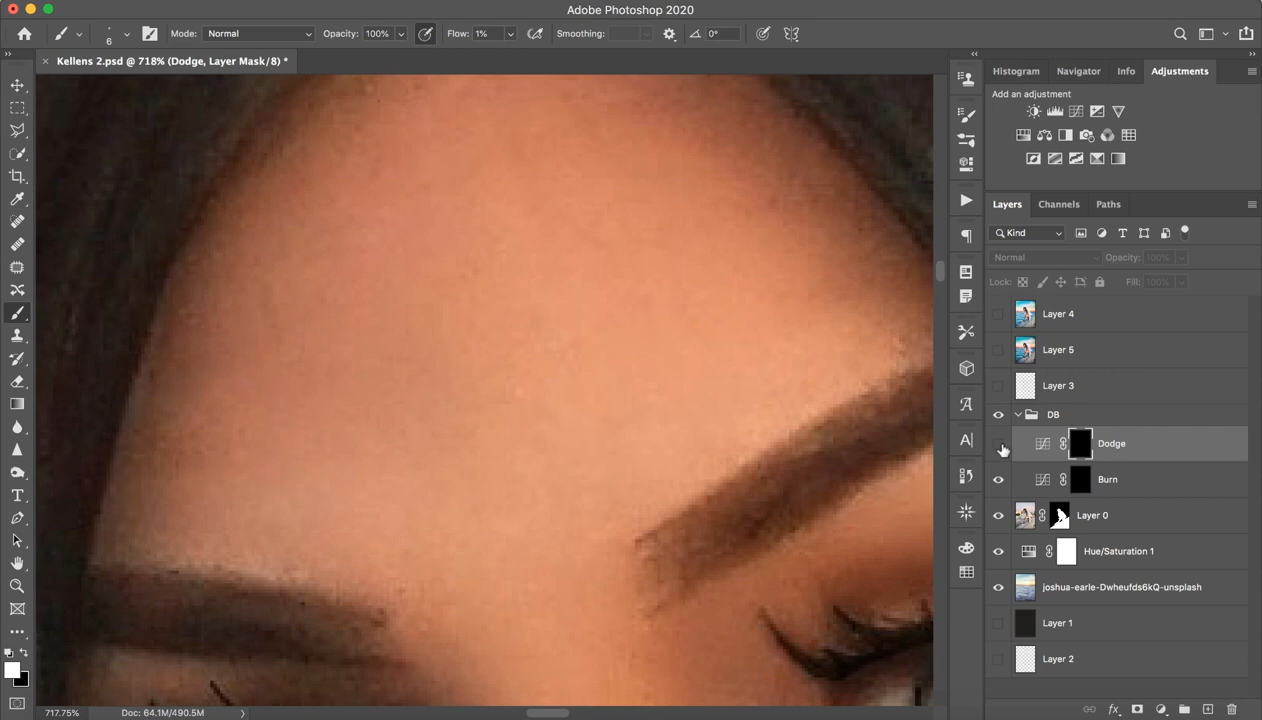 Adobe Photoshop 2020
6
Mode: Normal Opacity: 100% Flow: 1% Smoothing: 0°
× Kellens 2.psd @ 718% (Dodge, Layer Mask/8) *
Histogram Navigator Info Adjustments
Add an adjustment
Layers Channels Paths
Kind
Normal Opacity: 100%
Lock: Fill: 100%
Layer 4
Layer 5
Layer 3
DB
Dodge
Burn
Layer 0
Hue/Saturation 1
joshua-earle-Dwheufds6kQ-unsplash
Layer 1
Layer 2
717.75% Doc: 64.1M/490.5M